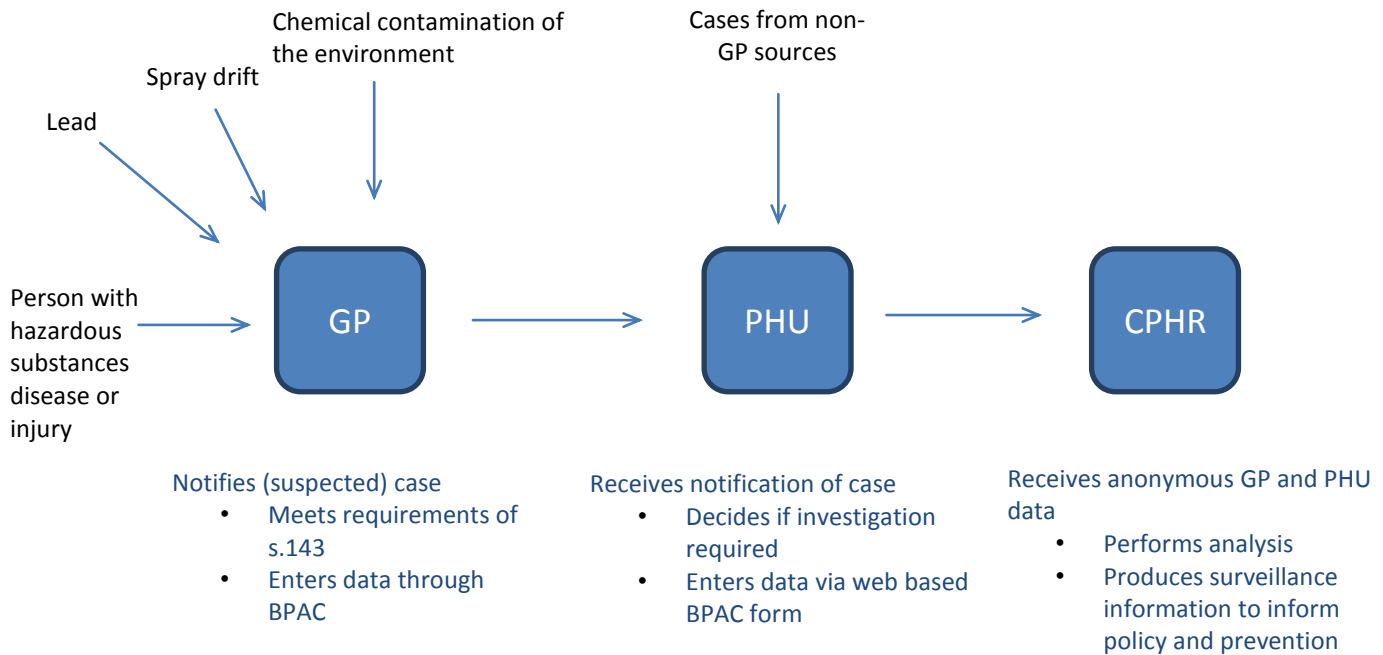 Chemical contamination of
the environment
Cases from non-
GP sources
Spray drift
Lead
Person with
hazardous
substances
disease or
injury
GP
PHU
CPHR
Notifies (suspected) case
• Meets requirements of
s.143
• Enters data through
BPAC
Receives notification of case
• Decides if investigation
required
• Enters data via web based
BPAC form
Receives anonymous GP and PHU
data
• Performs analysis
• Produces surveillance
information to inform
policy and prevention